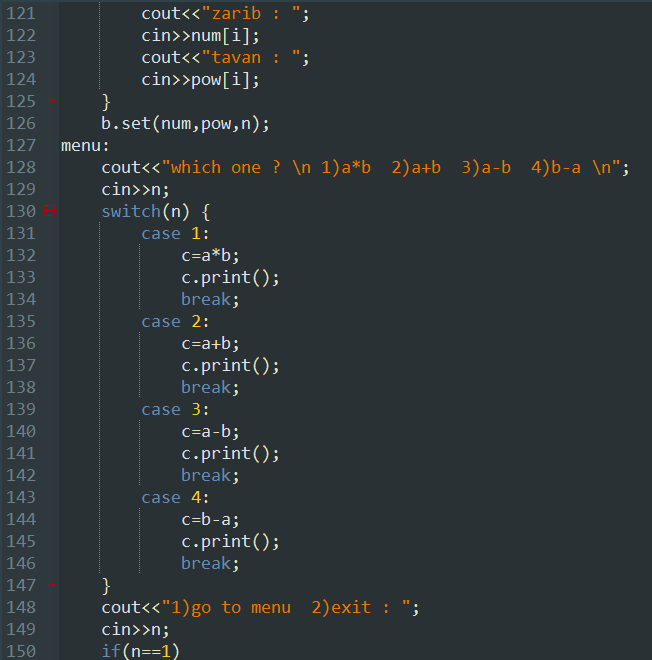 121 cout<<"zarib : ";
122 cin>>num[i];
123 cout<<"tavan : ";
124 cin>>pow[i];
125 }
126 b.set(num,pow,n);
127 menu:
128 cout<<"which one ? \n 1)a*b  2)a+b  3)a-b  4)b-a \n";
129 cin>>n;
130 switch(n) {
131 case 1:
132 c=a*b;
133 c.print();
134 break;
135 case 2:
136 c=a+b;
137 c.print();
138 break;
139 case 3:
140 c=a-b;
141 c.print();
142 break;
143 case 4:
144 c=b-a;
145 c.print();
146 break;
147 }
148 cout<<"1)go to menu  2)exit : ";
149 cin>>n;
150 if(n==1)